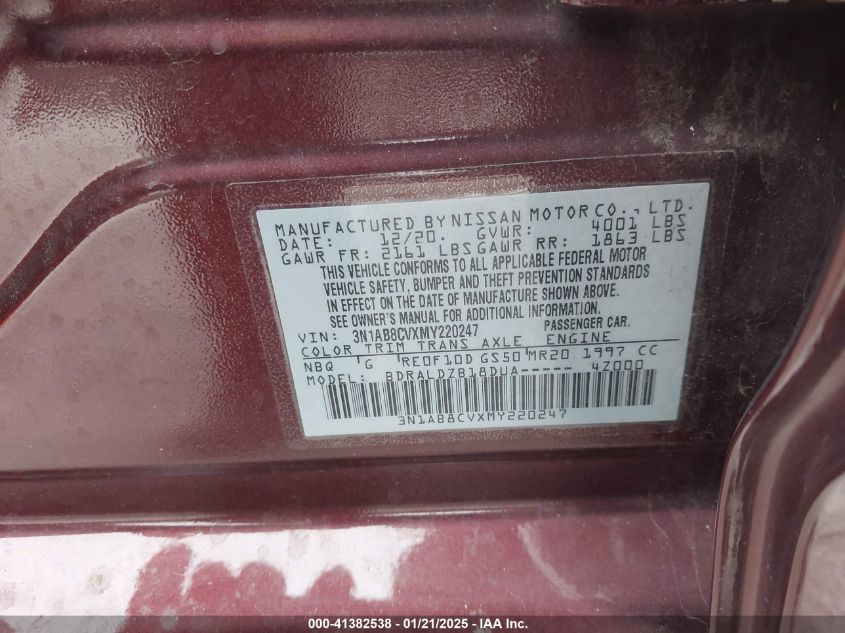 MANUFACTURED BY NISSAN MOTOR CO., LTD.
DATE: 12/20. GVWR: 4001 LBS
GAWR FR: 2161 LBS GAWR RR: 1863 LBS
THIS VEHICLE CONFORMS TO ALL APPLICABLE FEDERAL MOTOR
VEHICLE SAFETY, BUMPER AND THEFT PREVENTION STANDARDS
IN EFFECT ON THE DATE OF MANUFACTURE SHOWN ABOVE.
SEE OWNER'S MANUAL FOR ADDITIONAL INFORMATION.
VIN: 3N1AB8CVXMY220247 PASSENGER CAR.
COLOR TRIM TRANS AXLE ENGINE
NBQ G RE0F10D GS50 MR20 1997 CC
MODEL: BDRALDZB18DUA----- 4Z000
3N1AB8CVXMY220247
000-41382538 - 01/21/2025 - IAA Inc.